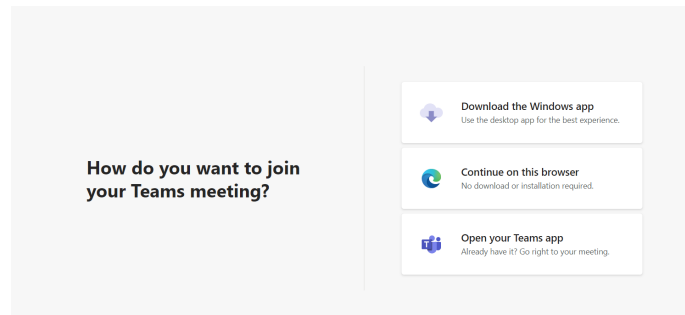 How do you want to join
your Teams meeting?
Download the Windows app
Use the desktop app for the best experience.
Continue on this browser
No download or installation required.
Open your Teams app
Already have it? Go right to your meeting.